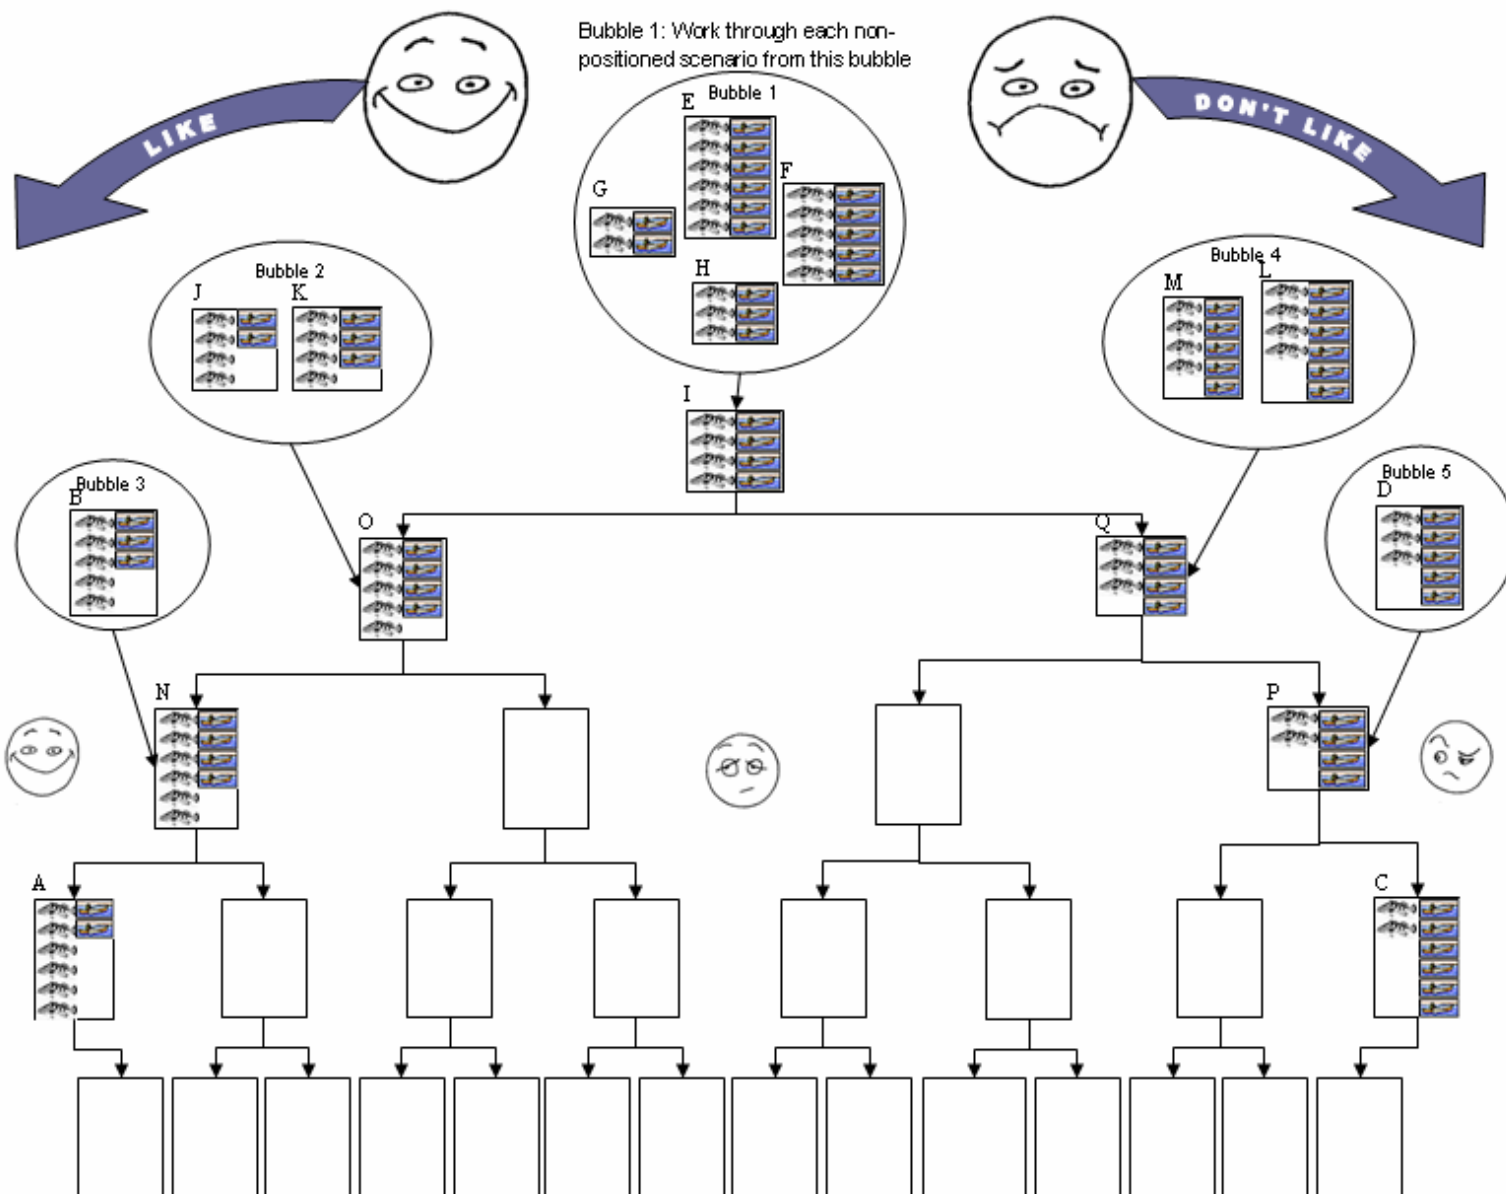 Bubble 1: Work through each non-
positioned scenario from this bubble
LIKE
DON'T LIKE
Bubble 1
E
F
G
H
Bubble 2
J
K
Bubble 4
M
L
I
Bubble 3
B
Bubble 5
D
O
Q
N
P
A
C